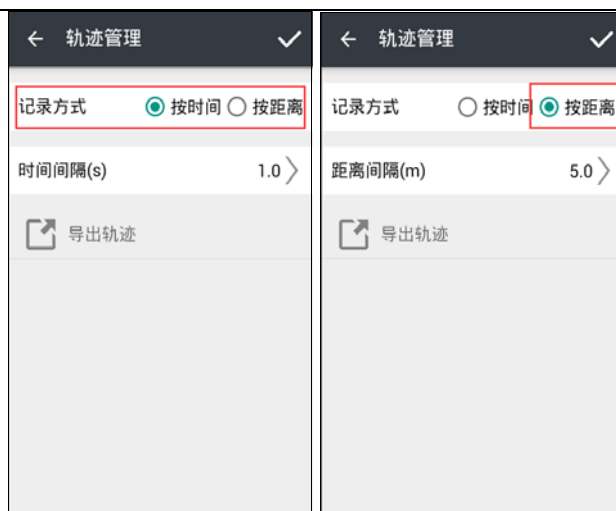 轨迹管理
记录方式 按时间 按距离
时间间隔(s) 1.0
导出轨迹
轨迹管理
记录方式 按时间 按距离
距离间隔(m) 5.0
导出轨迹